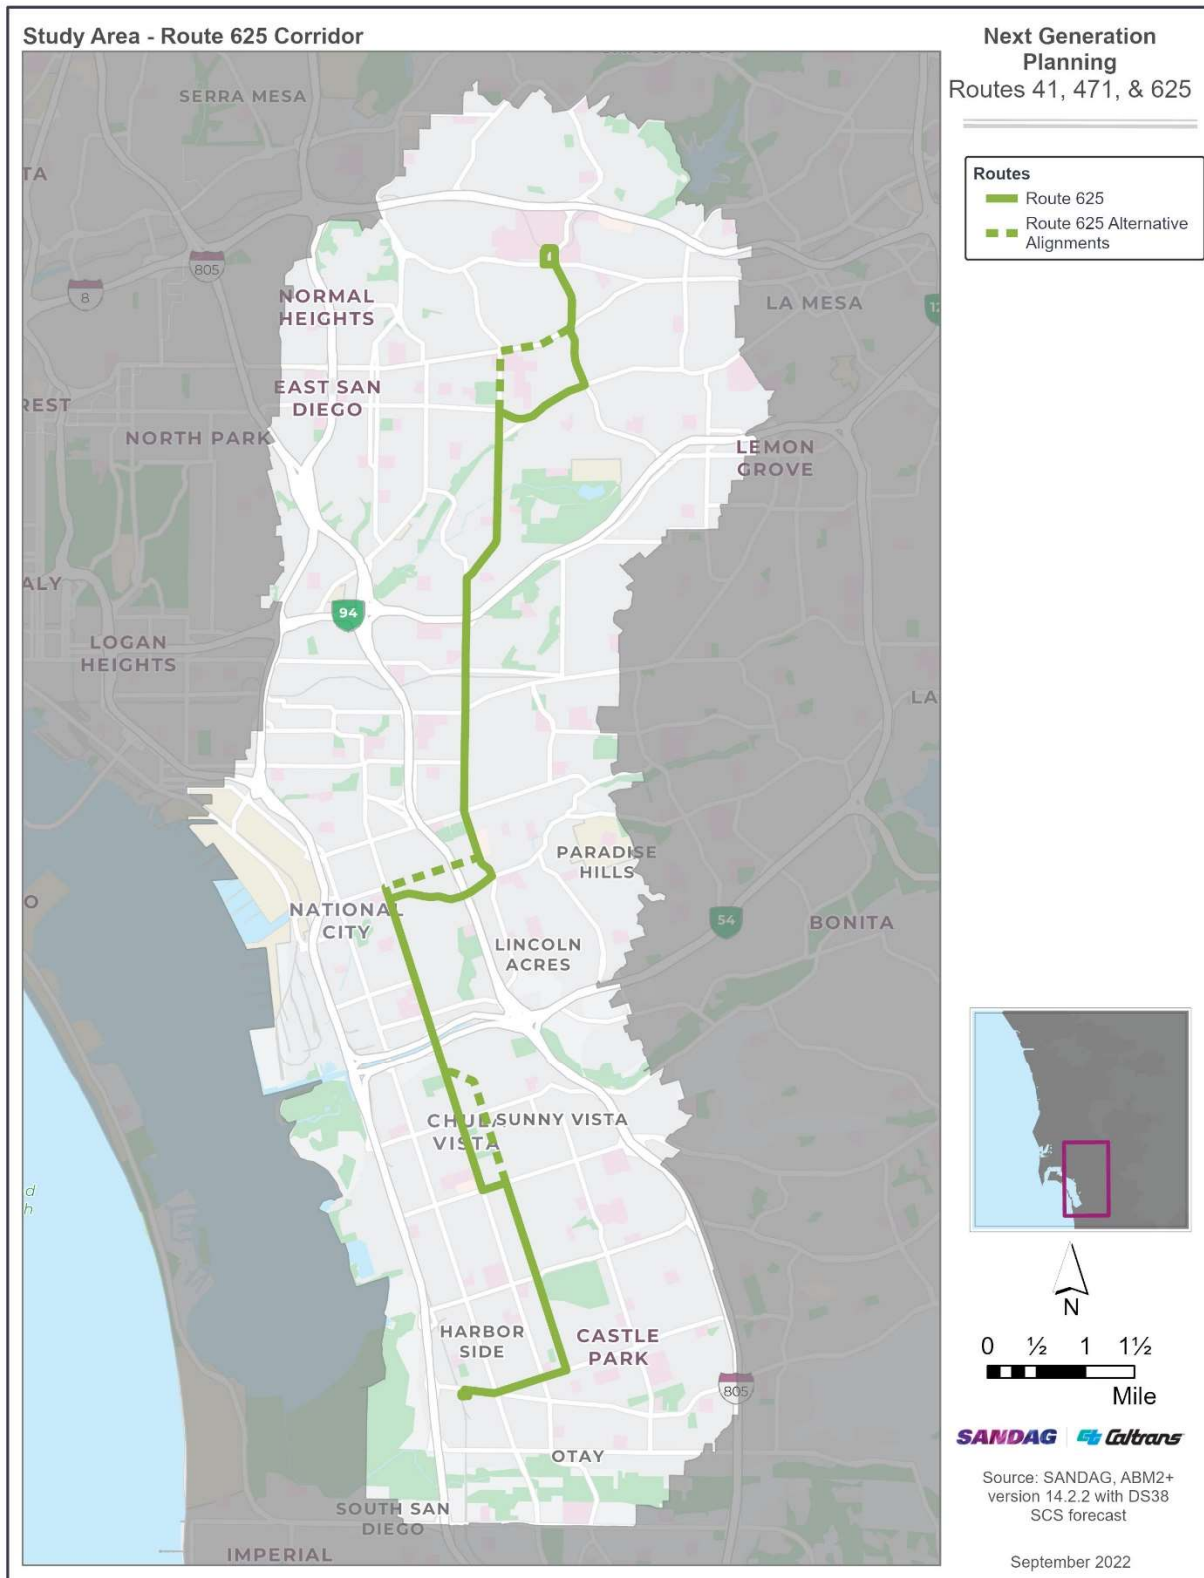 Study Area - Route 625 Corridor
Next Generation
Planning
Routes 41, 471, & 625
Routes
Route 625
Route 625 Alternative
Alignments
SERRA MESA
TA
805
8
NORMAL
HEIGHTS
LA MESA
EAST SAN
DIEGO
REST
NORTH PARK
LEMON
GROVE
ALY
94
LOGAN
HEIGHTS
LA
PARADISE
HILLS
O
NATIONAL
CITY
54
BONITA
LINCOLN
ACRES
CHULA
VISTA
SUNNY VISTA
d
h
HARBOR
SIDE
CASTLE
PARK
805
OTAY
SOUTH SAN
DIEGO
IMPERIAL
N
0 ½ 1 1½
Mile
SANDAG Caltrans
Source: SANDAG, ABM2+
version 14.2.2 with DS38
SCS forecast
September 2022